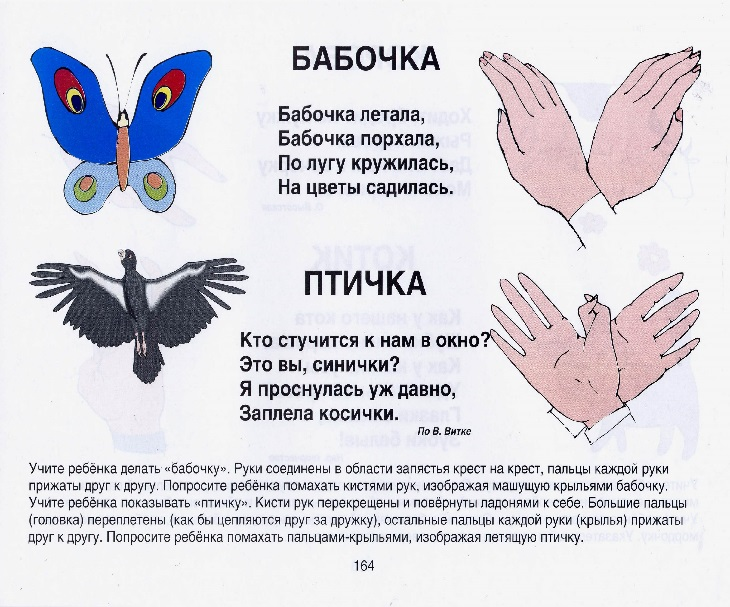 БАБОЧКА
Бабочка летала,
Бабочка порхала,
По лугу кружилась,
На цветы садилась.
ПТИЧКА
Кто стучится к нам в окно?
Это вы, синички?
Я проснулась уж давно,
Заплела косички.
По В. Витке
Учите ребёнка делать «бабочку». Руки соединены в области запястья крест на крест, пальцы каждой руки
прижаты друг к другу. Попросите ребёнка помахать кистями рук, изображая машущую крыльями бабочку.
Учите ребёнка показывать «птичку». Кисти рук перекрещены и повёрнуты ладонями к себе. Большие пальцы
(головка) переплетены (как бы цепляются друг за дружку), остальные пальцы каждой руки (крылья) прижаты
друг к другу. Попросите ребёнка помахать пальцами-крыльями, изображая летящую птичку.
164